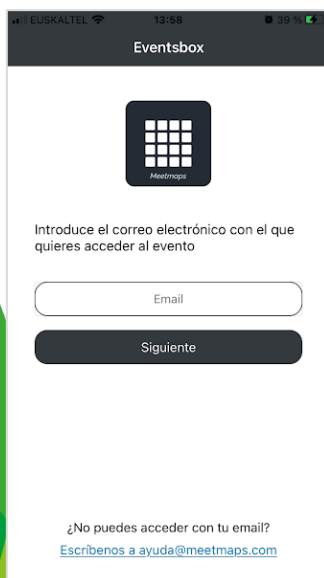 EUSKALTEL 13:58 39 %
Eventsbox
Meetmaps
Introduce el correo electrónico con el que
quieres acceder al evento
Email
Siguiente
¿No puedes acceder con tu email?
Escríbenos a ayuda@meetmaps.com